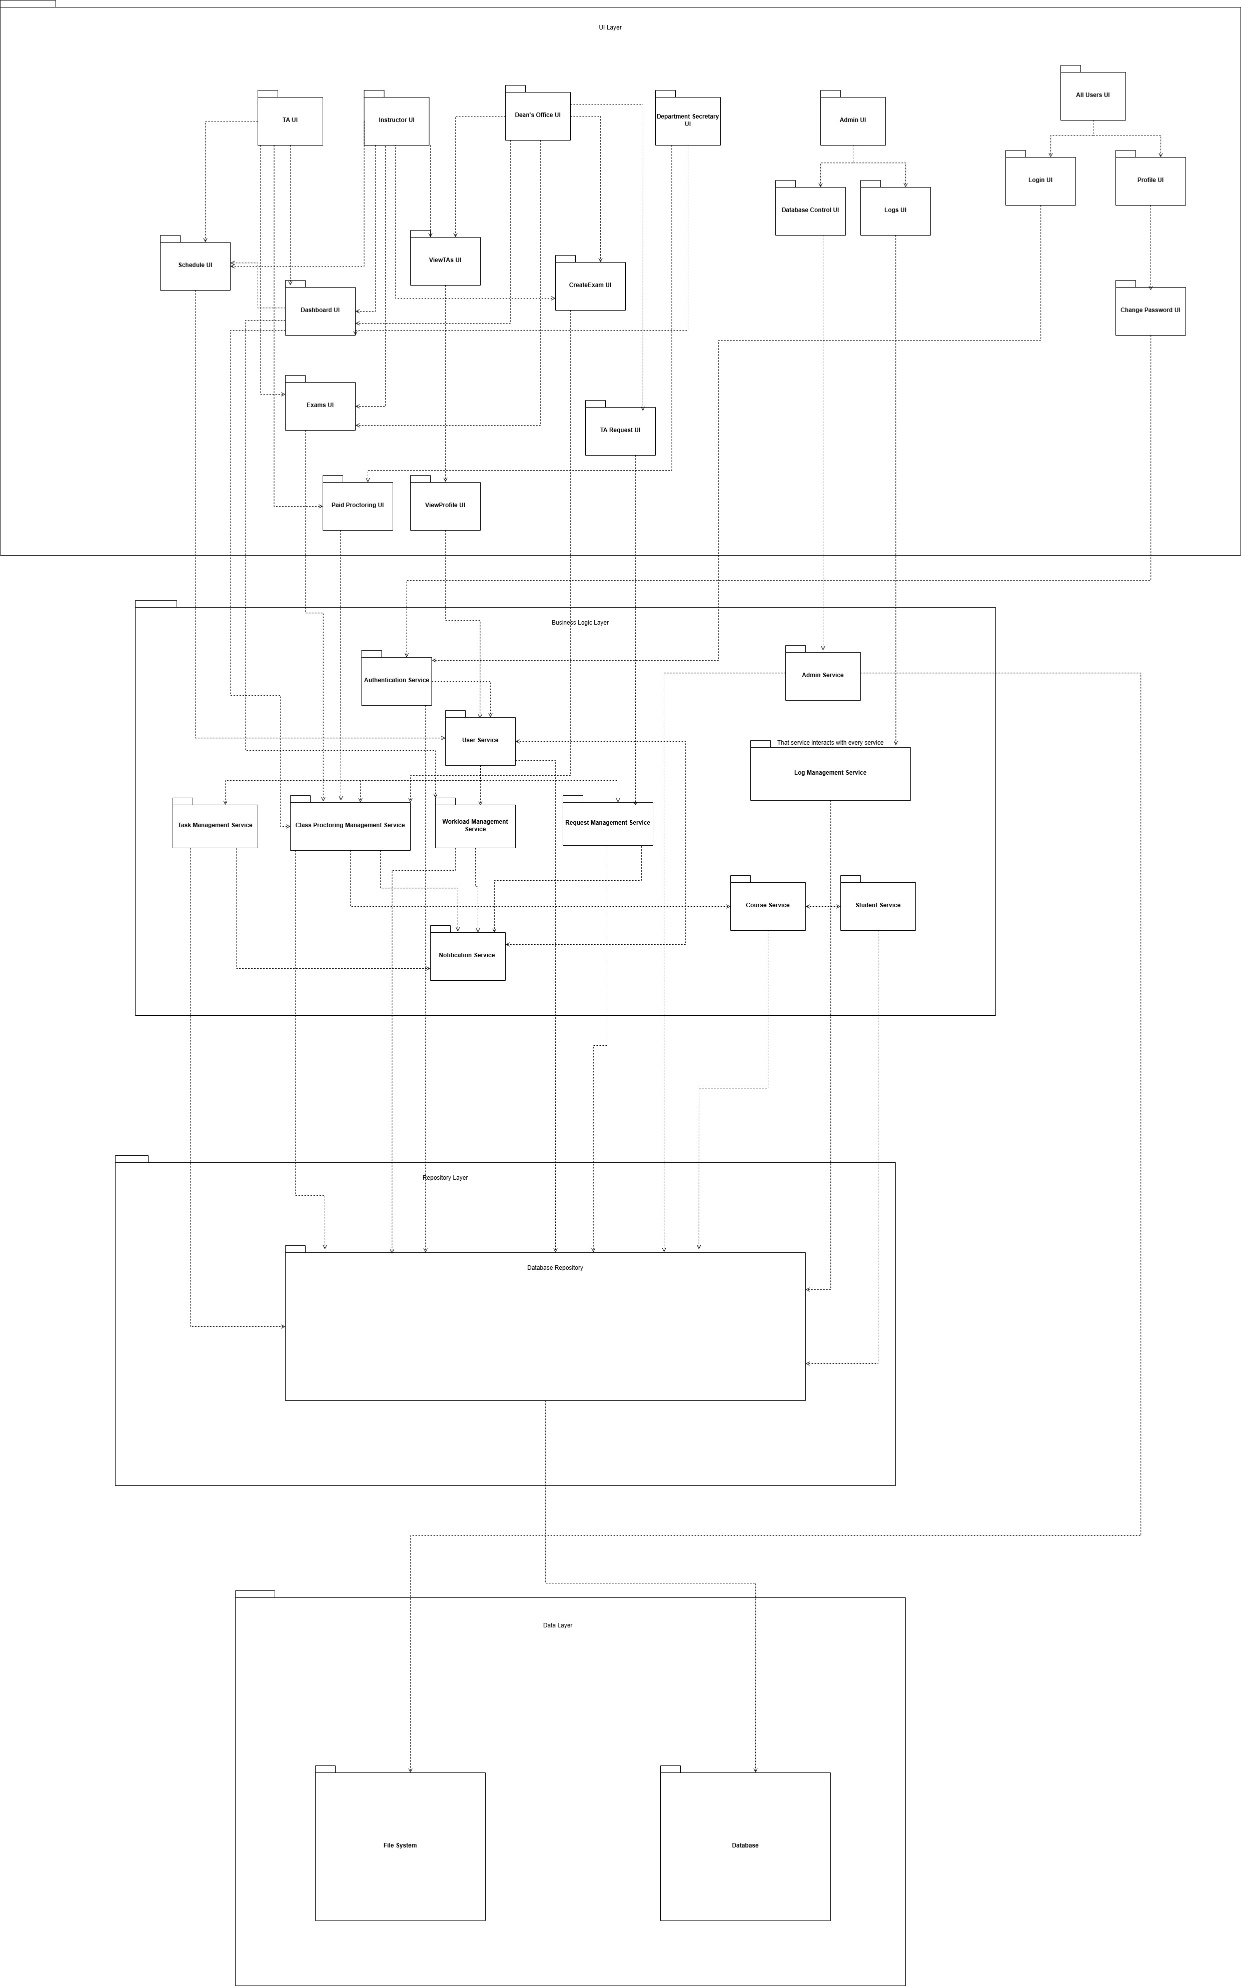 UI Layer
All Users UI
TA UI
Instructor UI
Dean's Office UI
Department Secretary
UI
Admin UI
Login UI
Profile UI
Database Control UI
Logs UI
Schedule UI
ViewTAs UI
CreateExam UI
Dashboard UI
Change Password UI
Exams UI
TA Request UI
Paid Proctoring UI
ViewProfile UI
Business Logic Layer
Authentication Service
Admin Service
User Service
That service interacts with every service
Log Management Service
Task Management Service
Class Proctoring Management Service
Workload Management
Service
Request Management Service
Course Service
Student Service
Notification Service
Repository Layer
Database Repository
Data Layer
File System
Database